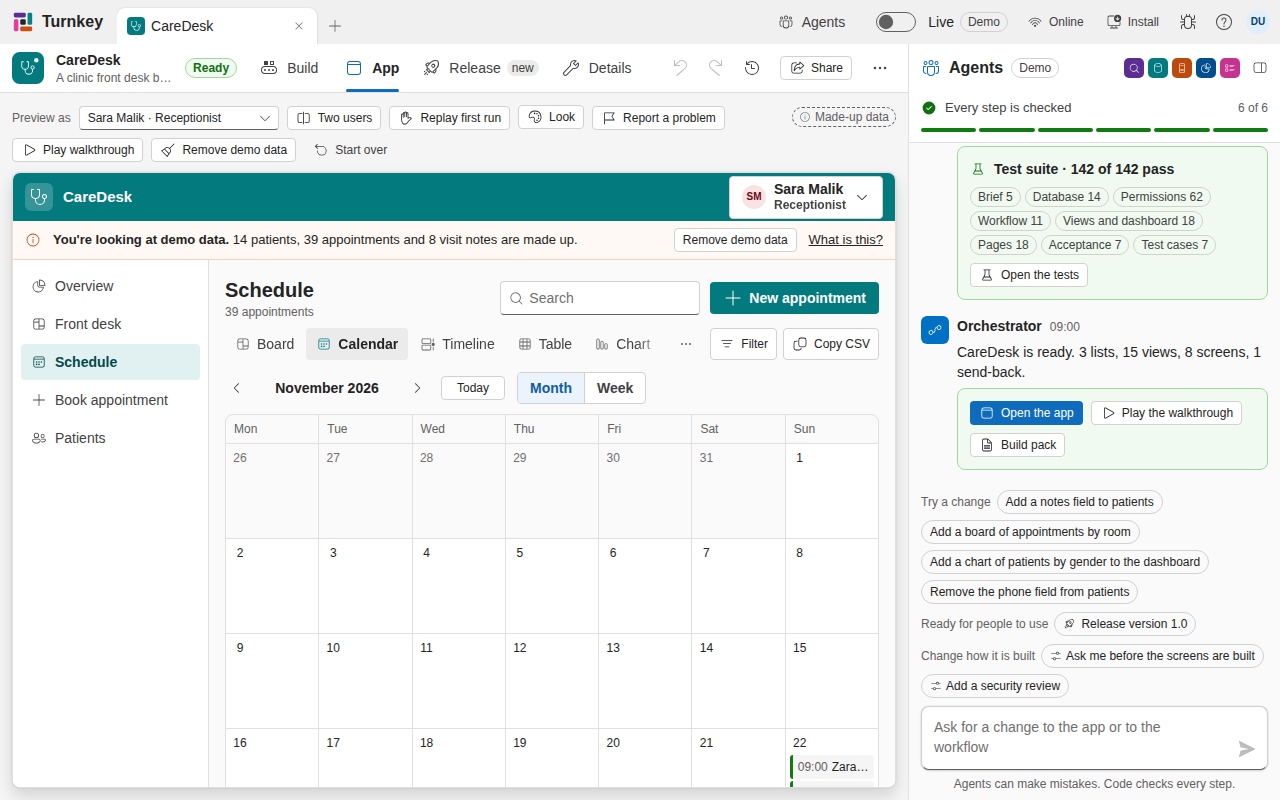 Turnkey
CareDesk
Agents
Live
Demo
Online
Install
DU
CareDesk
A clinic front desk b…
Ready
Build
App
Release new
Details
Share
Agents
Demo
Every step is checked
6 of 6
Preview as
Sara Malik · Receptionist
Two users
Replay first run
Look
Report a problem
Made-up data
Play walkthrough
Remove demo data
Start over
CareDesk
SM
Sara Malik
Receptionist
You're looking at demo data. 14 patients, 39 appointments and 8 visit notes are made up.
Remove demo data
What is this?
Overview
Front desk
Schedule
Book appointment
Patients
Schedule
39 appointments
Search
New appointment
Board
Calendar
Timeline
Table
Chart
Filter
Copy CSV
November 2026
Today
Month
Week
Mon Tue Wed Thu Fri Sat Sun
26 27 28 29 30 31 1
2 3 4 5 6 7 8
9 10 11 12 13 14 15
16 17 18 19 20 21 22
09:00 Zara…
Test suite · 142 of 142 pass
Brief 5 Database 14 Permissions 62
Workflow 11 Views and dashboard 18
Pages 18 Acceptance 7 Test cases 7
Open the tests
Orchestrator 09:00
CareDesk is ready. 3 lists, 15 views, 8 screens, 1
send-back.
Open the app
Play the walkthrough
Build pack
Try a change Add a notes field to patients
Add a board of appointments by room
Add a chart of patients by gender to the dashboard
Remove the phone field from patients
Ready for people to use Release version 1.0
Change how it is built Ask me before the screens are built
Add a security review
Ask for a change to the app or to the
workflow
Agents can make mistakes. Code checks every step.